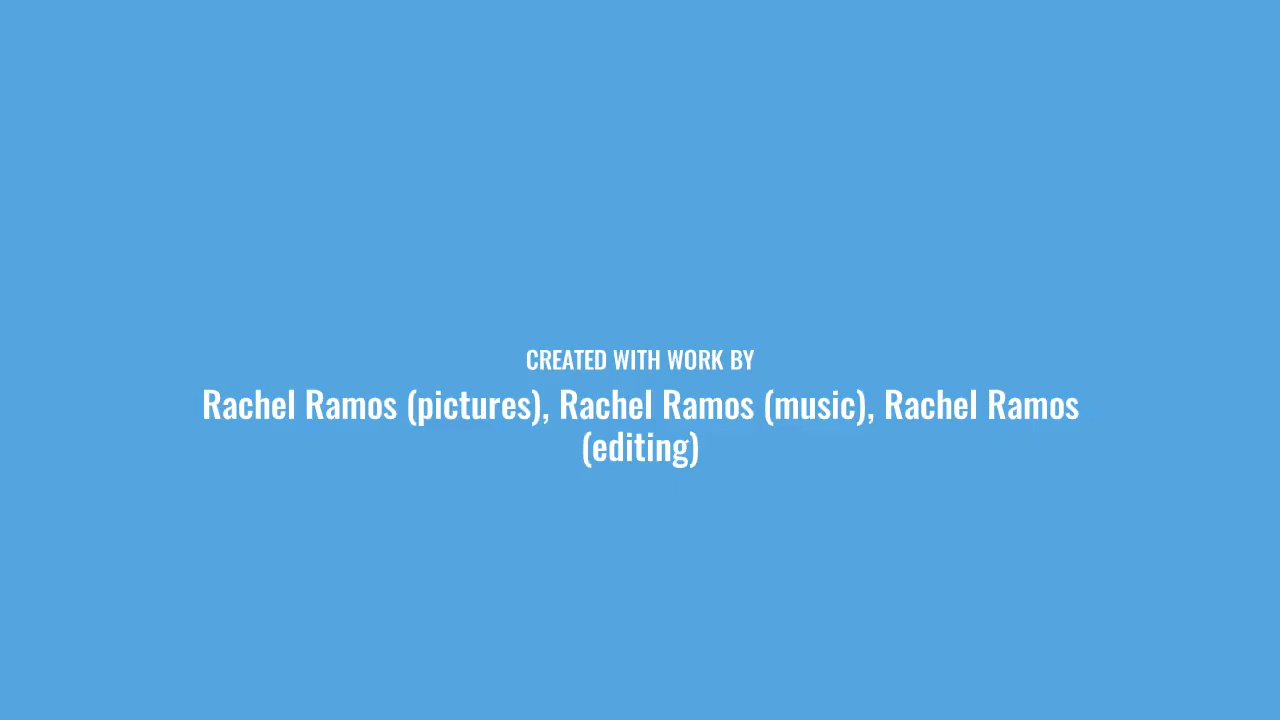 CREATED WITH WORK BY
Rachel Ramos (pictures), Rachel Ramos (music), Rachel Ramos
(editing)